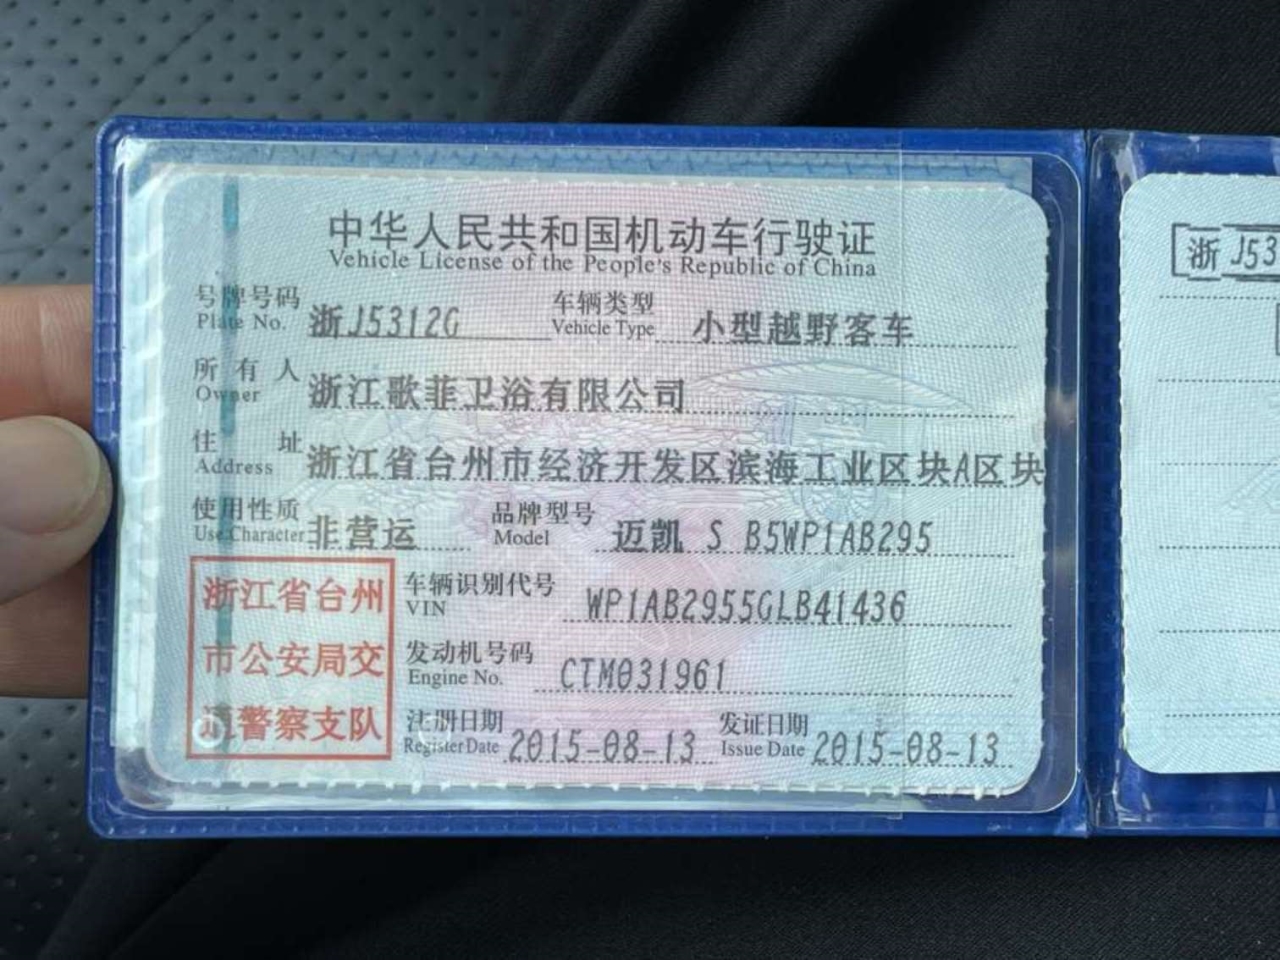 中华人民共和国机动车行驶证
Vehicle License of the People's Republic of China
号牌号码 浙J5312G 车辆类型 小型越野客车
Plate No. Vehicle Type
所有人 浙江歌菲卫浴有限公司
Owner
住址 浙江省台州市经济开发区滨海工业区块A区块
Address
使用性质 非营运 品牌型号 迈凯 S B5WP1AB295
Use Character Model
浙江省台州
市公安局交
通警察支队
车辆识别代号 WP1AB2955GLB41436
VIN
发动机号码 CTM031961
Engine No.
注册日期 2015-08-13 发证日期 2015-08-13
Register Date Issue Date
浙J53